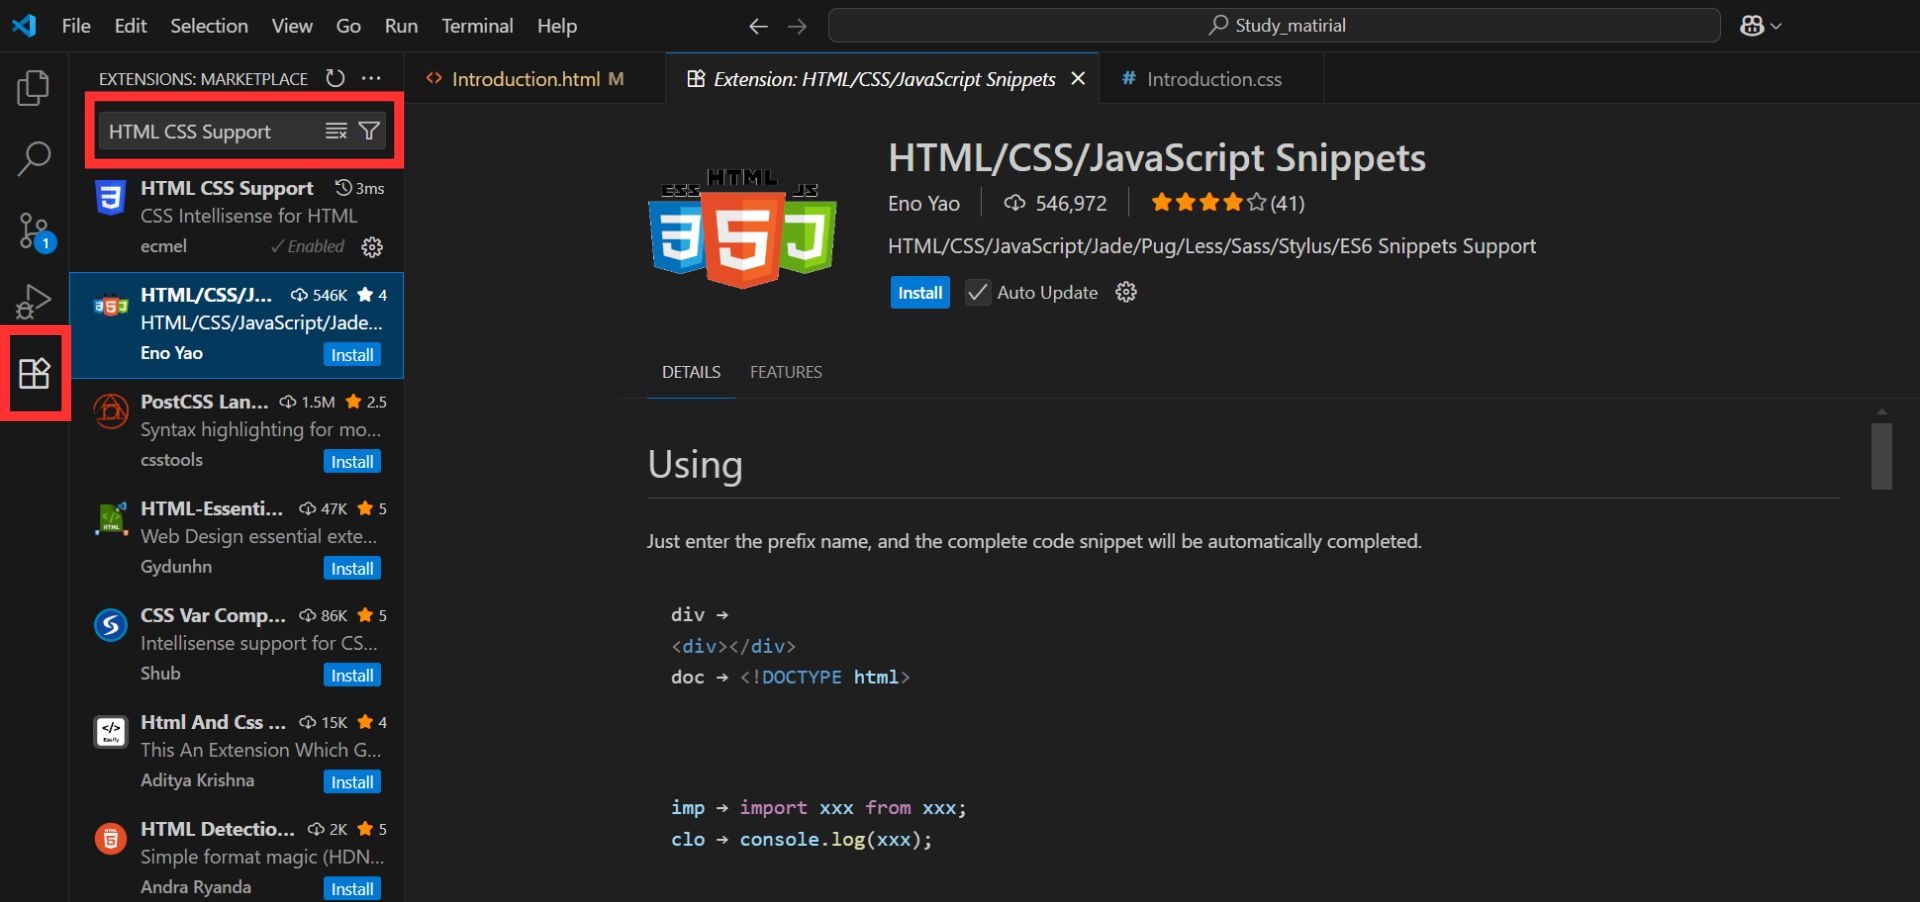 File Edit Selection View Go Run Terminal Help
Study_matirial
EXTENSIONS: MARKETPLACE
Introduction.html M
Extension: HTML/CSS/JavaScript Snippets
# Introduction.css
HTML CSS Support
1
HTML CSS Support 3ms
CSS Intellisense for HTML
ecmel ✓ Enabled
HTML/CSS/J... 546K ★ 4
HTML/CSS/JavaScript/Jade...
Eno Yao Install
PostCSS Lan... 1.5M ★ 2.5
Syntax highlighting for mo...
csstools Install
HTML-Essenti... 47K ★ 5
Web Design essential exte...
Gydunhn Install
CSS Var Comp... 86K ★ 5
Intellisense support for CS...
Shub Install
Html And Css ... 15K ★ 4
This An Extension Which G...
Aditya Krishna Install
HTML Detectio... 2K ★ 5
Simple format magic (HDN...
Andra Ryanda Install
CSS HTML JS
HTML/CSS/JavaScript Snippets
Eno Yao 546,972 ★★★★☆(41)
HTML/CSS/JavaScript/Jade/Pug/Less/Sass/Stylus/ES6 Snippets Support
Install Auto Update
DETAILS FEATURES
Using
Just enter the prefix name, and the complete code snippet will be automatically completed.
div →
<div></div>
doc → <!DOCTYPE html>
imp → import xxx from xxx;
clo → console.log(xxx);